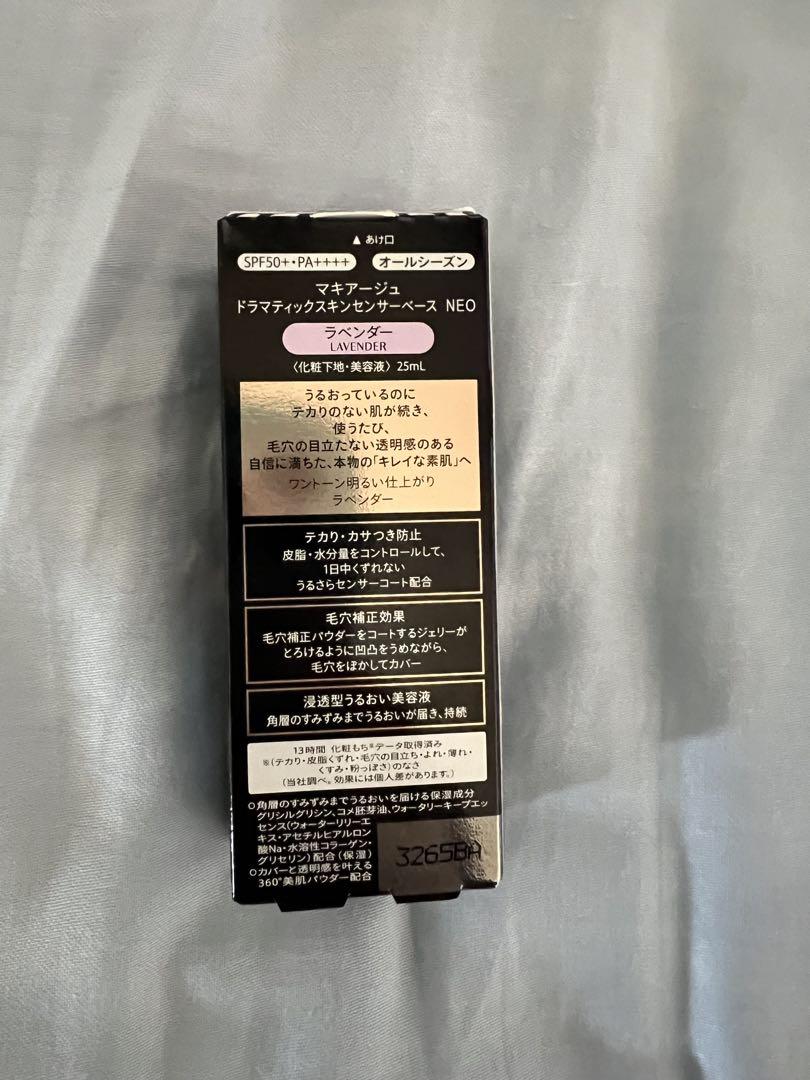 ▲ あけ口
SPF50+・PA++++ オールシーズン
マキアージュ
ドラマティックスキンセンサーベース NEO
ラベンダー
LAVENDER
〈化粧下地・美容液〉 25mL
うるおっているのに
テカりのない肌が続き、
使うたび、
毛穴の目立たない透明感のある
自信に満ちた、本物の「キレイな素肌」へ
ワントーン明るい仕上がり
ラベンダー
テカり・カサつき防止
皮脂・水分量をコントロールして、
1日中くずれない
うるさらセンサーコート配合
毛穴補正効果
毛穴補正パウダーをコートするジェリーが
とろけるように凹凸をうめながら、
毛穴をぼかしてカバー
浸透型うるおい美容液
角層のすみずみまでうるおいが届き、持続
13時間 化粧もち※データ取得済み
※(テカり・皮脂くずれ・毛穴の目立ち・よれ・薄れ・
くすみ・粉っぽさ)のなさ
(当社調べ。効果には個人差があります。)
○角層のすみずみまでうるおいを届ける保湿成分
グリシルグリシン、コメ胚芽油、ウォータリーキープエッ
センス(ウォーターリリーエ
キス・アセチルヒアルロン
酸Na・水溶性コラーゲン・
グリセリン)配合(保湿)
○カバーと透明感を叶える
360°美肌パウダー配合
3265BA